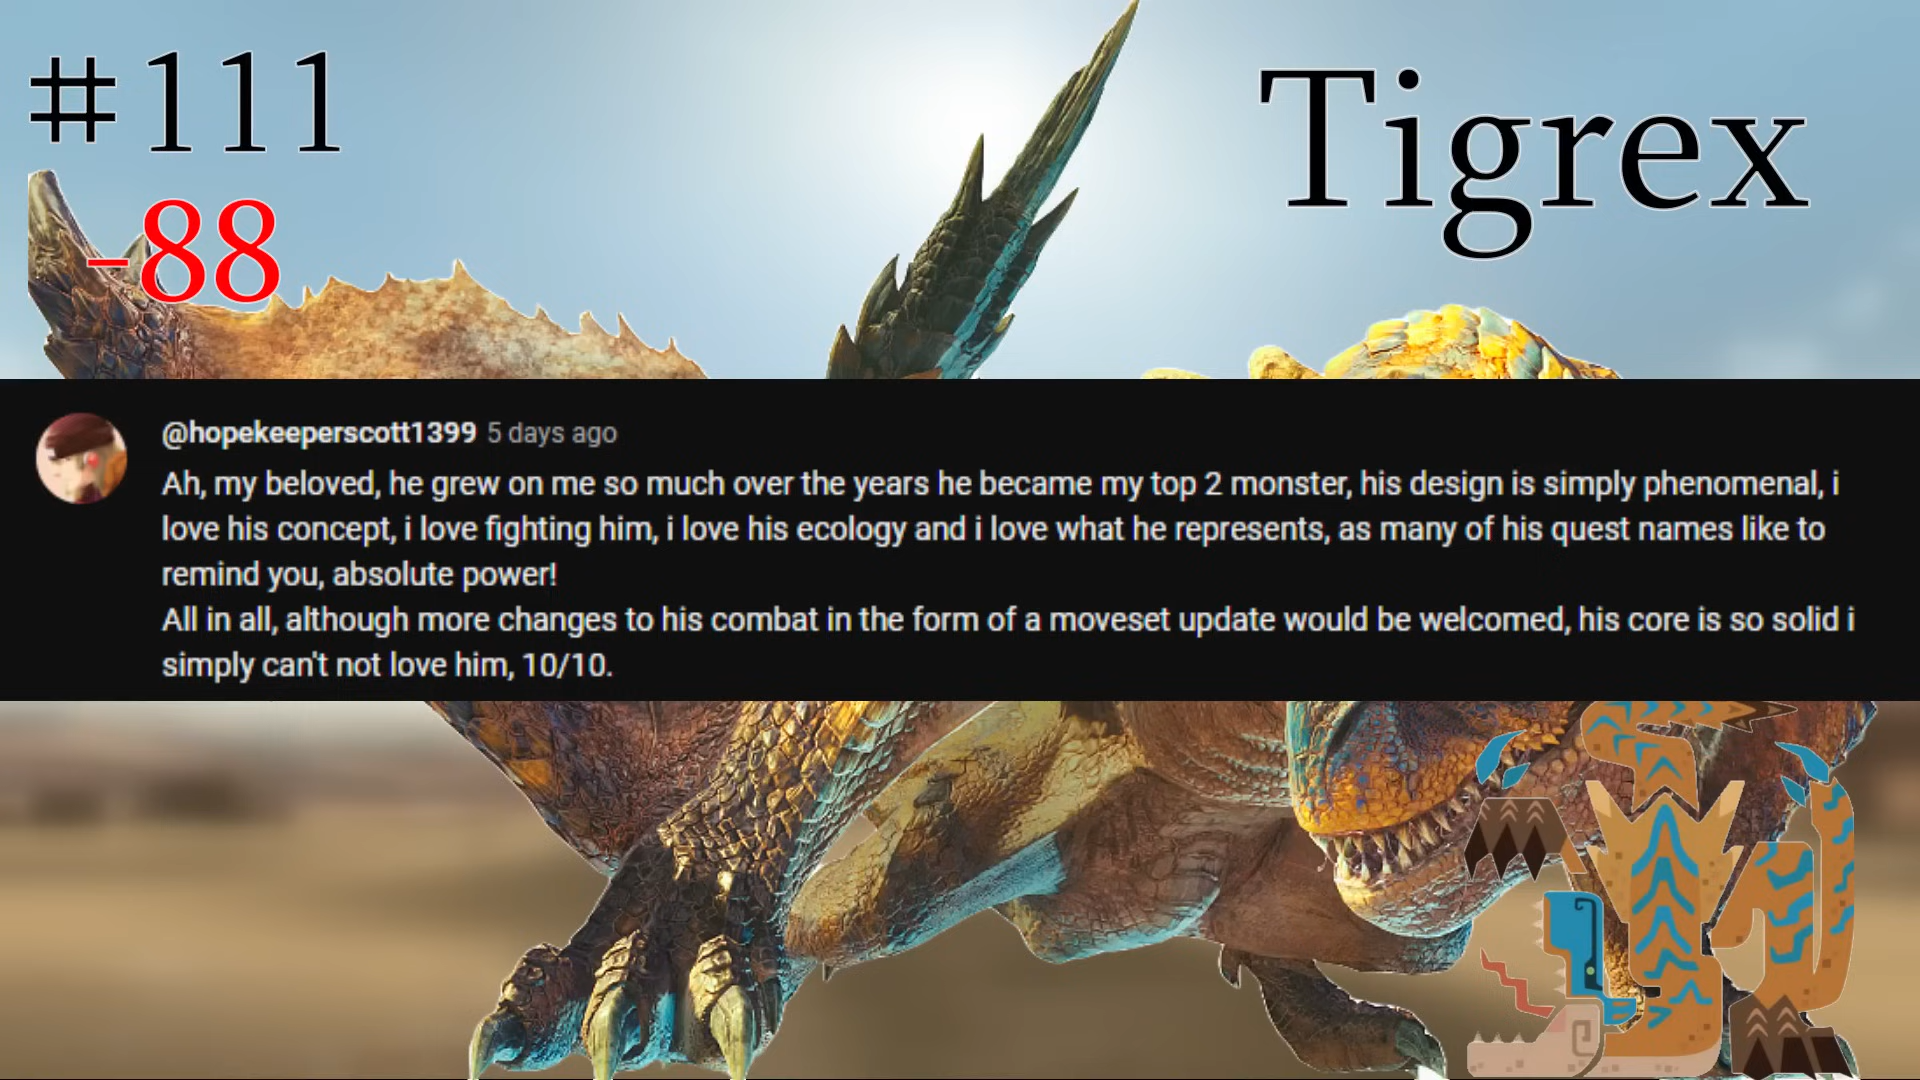 #111
-88
Tigrex
@hopekeeperscott1399 5 days ago
Ah, my beloved, he grew on me so much over the years he became my top 2 monster, his design is simply phenomenal, i
love his concept, i love fighting him, i love his ecology and i love what he represents, as many of his quest names like to
remind you, absolute power!
All in all, although more changes to his combat in the form of a moveset update would be welcomed, his core is so solid i
simply can't not love him, 10/10.